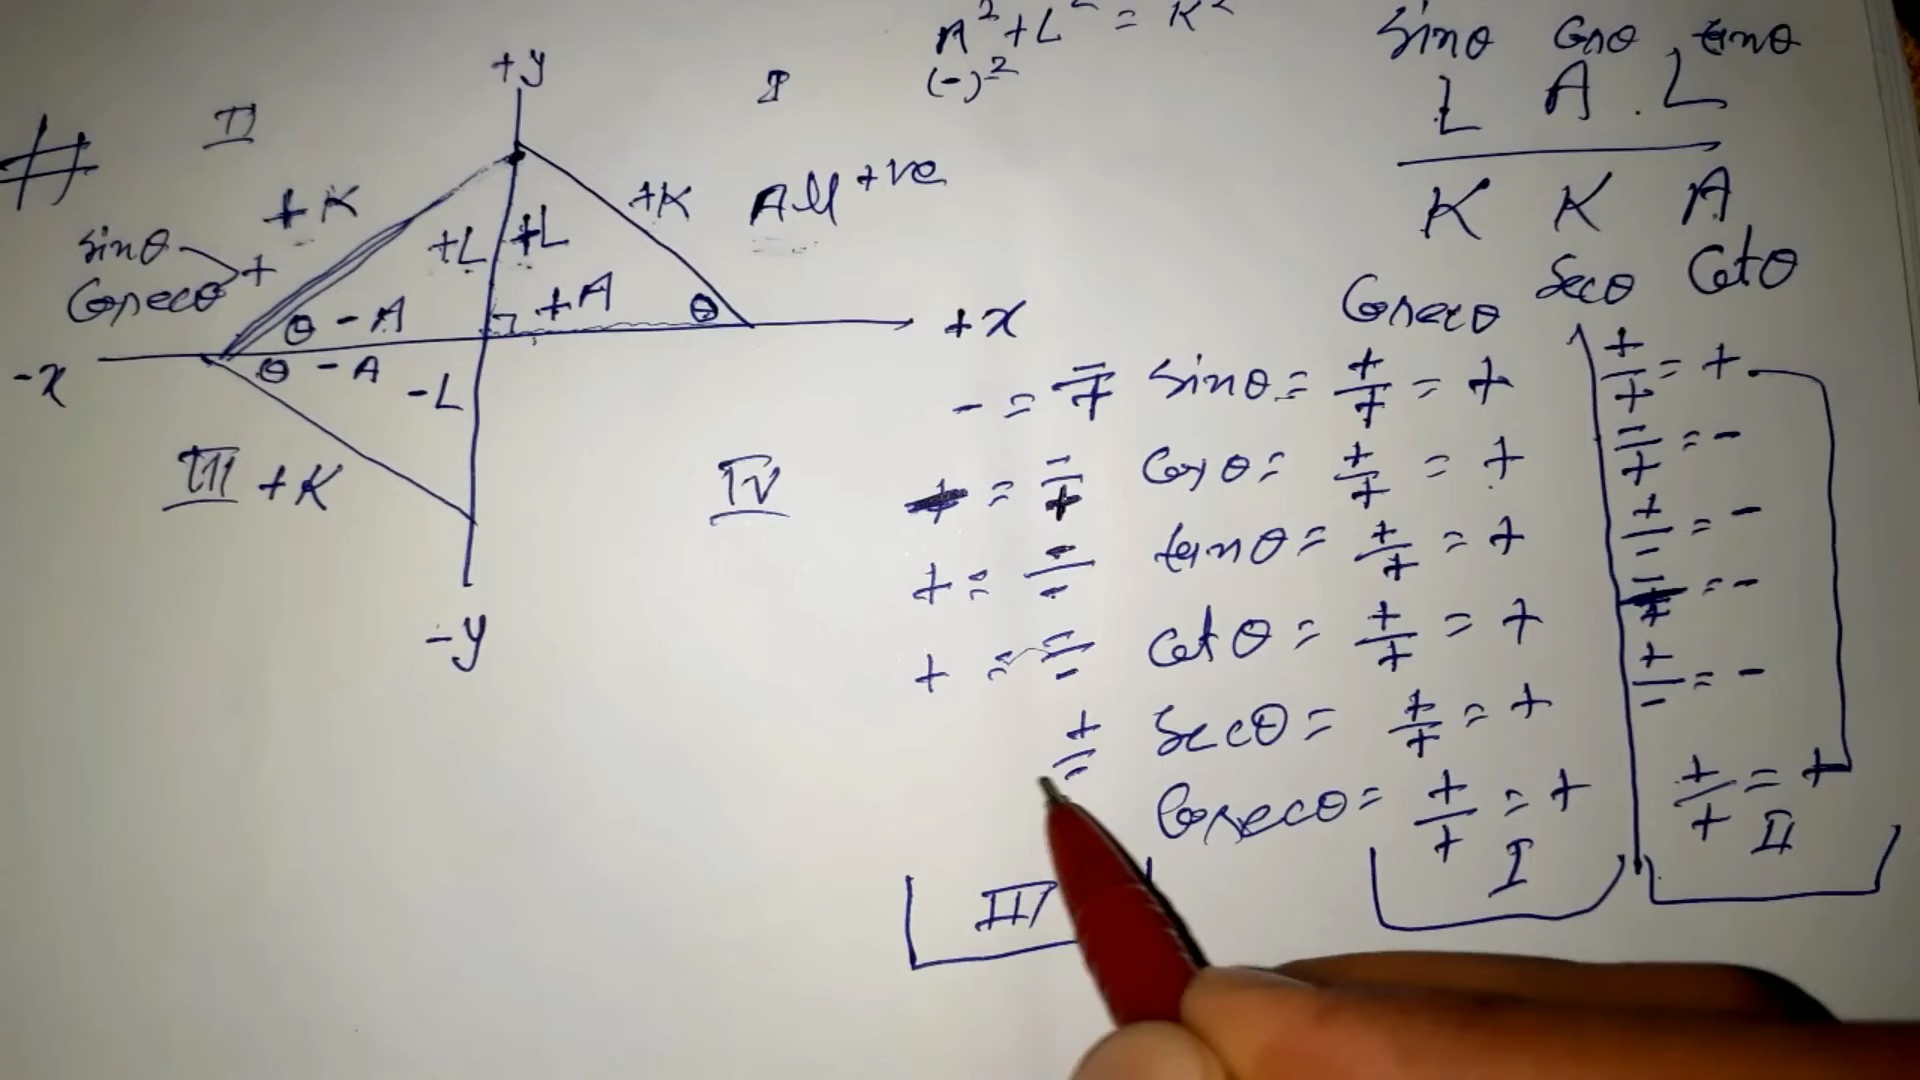 A² + L² = K²
(-)²
sinθ cosθ tanθ
L A L
K K A
Cosecθ Secθ Cotθ
#
II
I
+y
+K
+K
All +ve
sinθ
Cosecθ
+
+L
+L
θ -A
+A
θ
+x
-x
θ -A
-L
III
+K
IV
-y
- = -/+ sinθ = +/+ = + +/+ = +
= -/+ cosθ = +/+ = + -/+ = -
+ = -/- tanθ = +/+ = + +/- = -
+ = -/- cotθ = +/+ = + -/+ = -
+/- Secθ = +/+ = + +/- = -
Cosecθ = +/+ = + +/+ = +
III
I
II